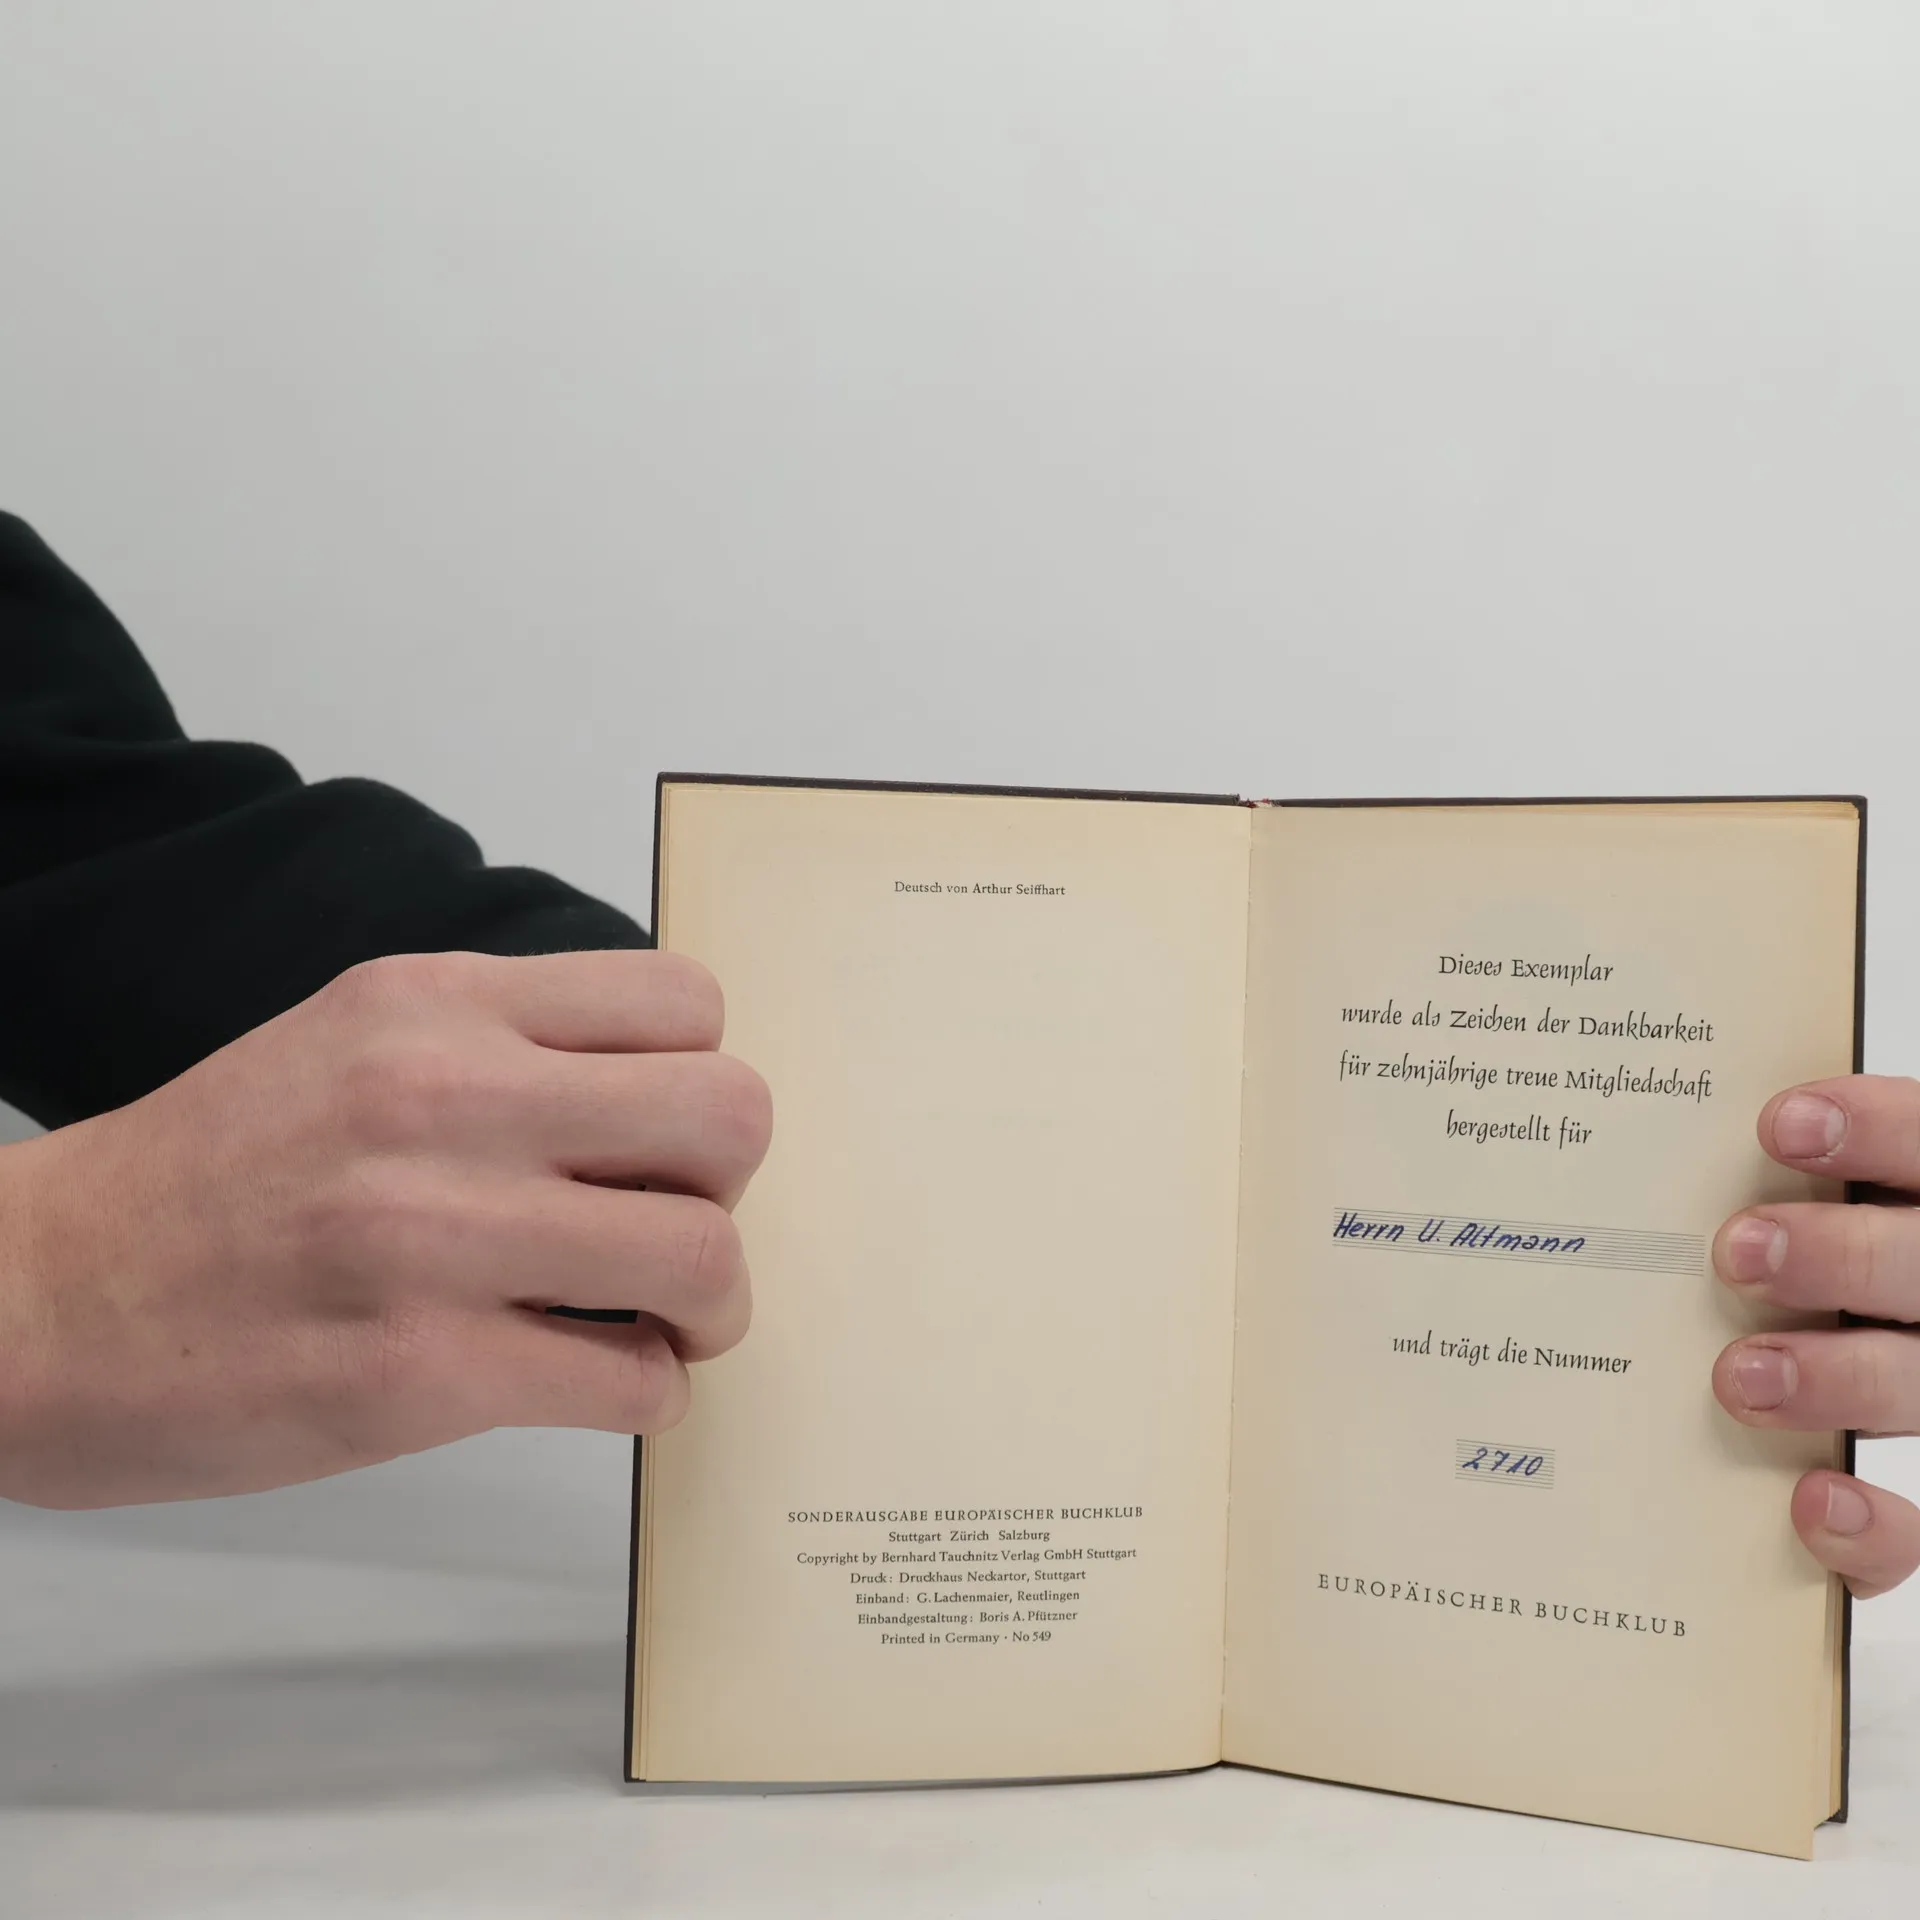 Deutsch von Arthur Seiffhart
SONDERAUSGABE EUROPÄISCHER BUCHKLUB
Stuttgart Zürich Salzburg
Copyright by Bernhard Tauchnitz Verlag GmbH Stuttgart
Druck: Druckhaus Neckartor, Stuttgart
Einband: G. Lachenmaier, Reutlingen
Einbandgestaltung: Boris A. Pfützner
Printed in Germany · No 549
Dieses Exemplar
wurde als Zeichen der Dankbarkeit
für zehnjährige treue Mitgliedschaft
hergestellt für
Herrn U. Altmann
und trägt die Nummer
2710
EUROPÄISCHER BUCHKLUB